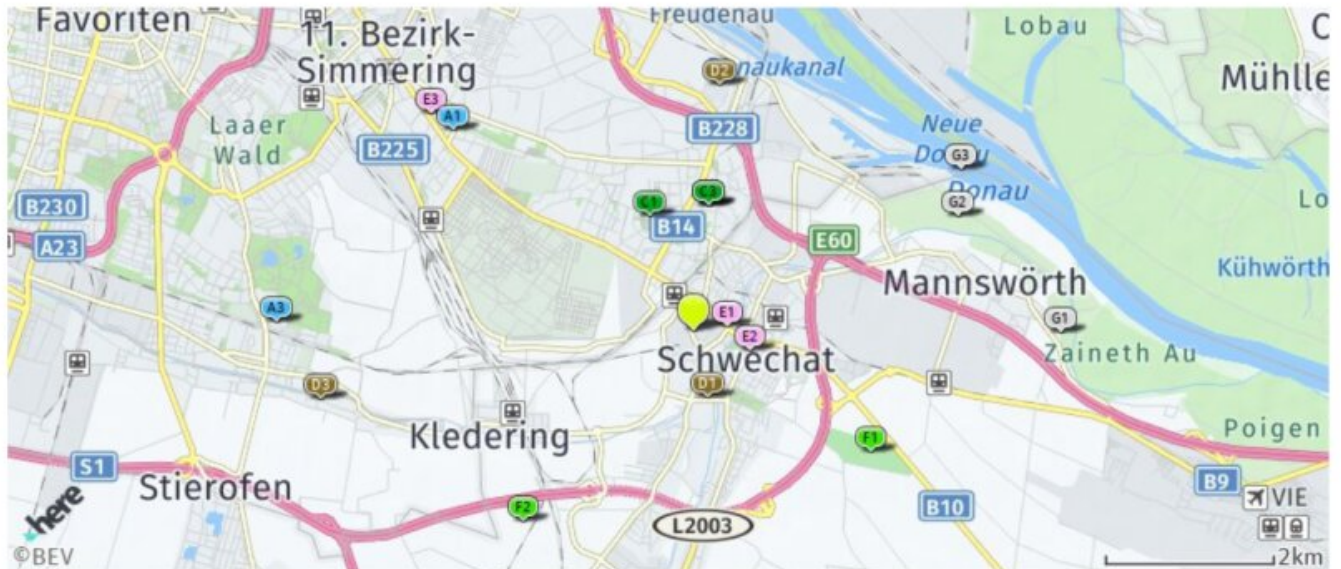 Favoriten
11. Bezirk-
Simmering
Freudenau
Lobau
Mühlle
D2
naukanal
E3
A1
Laaer
Wald
B225
B228
Neue
Donau
G3
Donau
G2
C1
C3
B230
A23
B14
E60
Lo
Kühwörth
Mannswörth
A3
E1
E2
G1
Schwechat
Zaineth Au
D3
D1
Kledering
F1
Poigen
S1
Stierofen
F2
L2003
B10
B9
VIE
here
©BEV
2km